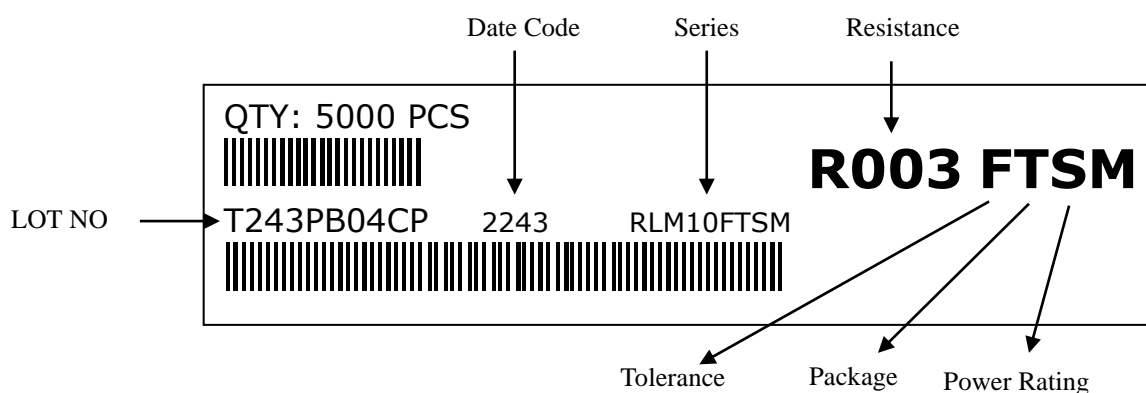 Date Code Series Resistance
QTY: 5000 PCS
R003 FTSM
LOT NO T243PB04CP 2243 RLM10FTSM
Tolerance Package Power Rating